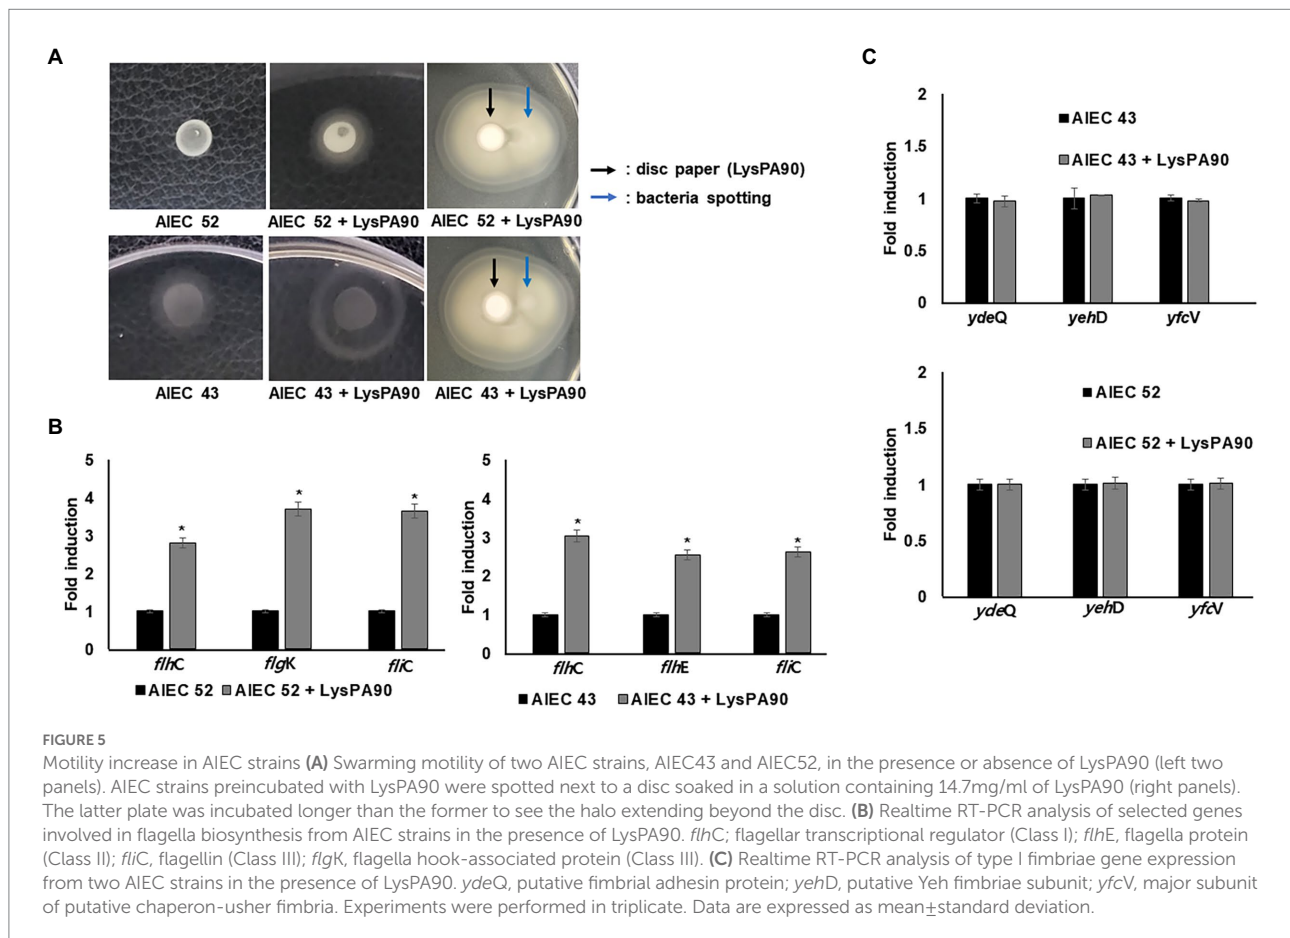 A
AIEC 52
AIEC 52 + LysPA90
AIEC 52 + LysPA90
: disc paper (LysPA90)
: bacteria spotting
AIEC 43
AIEC 43 + LysPA90
AIEC 43 + LysPA90
B
Fold induction
5
4
3
2
1
0
*
*
*
flhC
flgK
fliC
AIEC 52
AIEC 52 + LysPA90
Fold induction
5
4
3
2
1
0
*
*
*
flhC
flhE
fliC
AIEC 43
AIEC 43 + LysPA90
C
Fold induction
2
1.5
1
0.5
0
AIEC 43
AIEC 43 + LysPA90
ydeQ
yehD
yfcV
Fold induction
2
1.5
1
0.5
0
AIEC 52
AIEC 52 + LysPA90
ydeQ
yehD
yfcV
FIGURE 5
Motility increase in AIEC strains (A) Swarming motility of two AIEC strains, AIEC43 and AIEC52, in the presence or absence of LysPA90 (left two
panels). AIEC strains preincubated with LysPA90 were spotted next to a disc soaked in a solution containing 14.7mg/ml of LysPA90 (right panels).
The latter plate was incubated longer than the former to see the halo extending beyond the disc. (B) Realtime RT-PCR analysis of selected genes
involved in flagella biosynthesis from AIEC strains in the presence of LysPA90. flhC; flagellar transcriptional regulator (Class I); flhE, flagella protein
(Class II); fliC, flagellin (Class III); flgK, flagella hook-associated protein (Class III). (C) Realtime RT-PCR analysis of type I fimbriae gene expression
from two AIEC strains in the presence of LysPA90. ydeQ, putative fimbrial adhesin protein; yehD, putative Yeh fimbriae subunit; yfcV, major subunit
of putative chaperon-usher fimbria. Experiments were performed in triplicate. Data are expressed as mean±standard deviation.